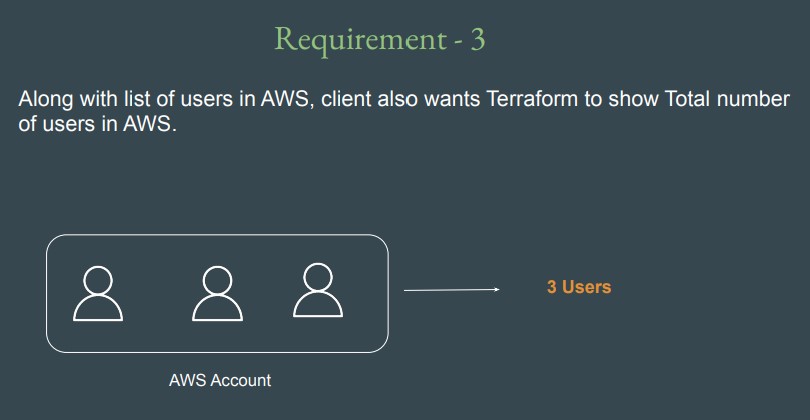 Requirement - 3
Along with list of users in AWS, client also wants Terraform to show Total number
of users in AWS.
3 Users
AWS Account